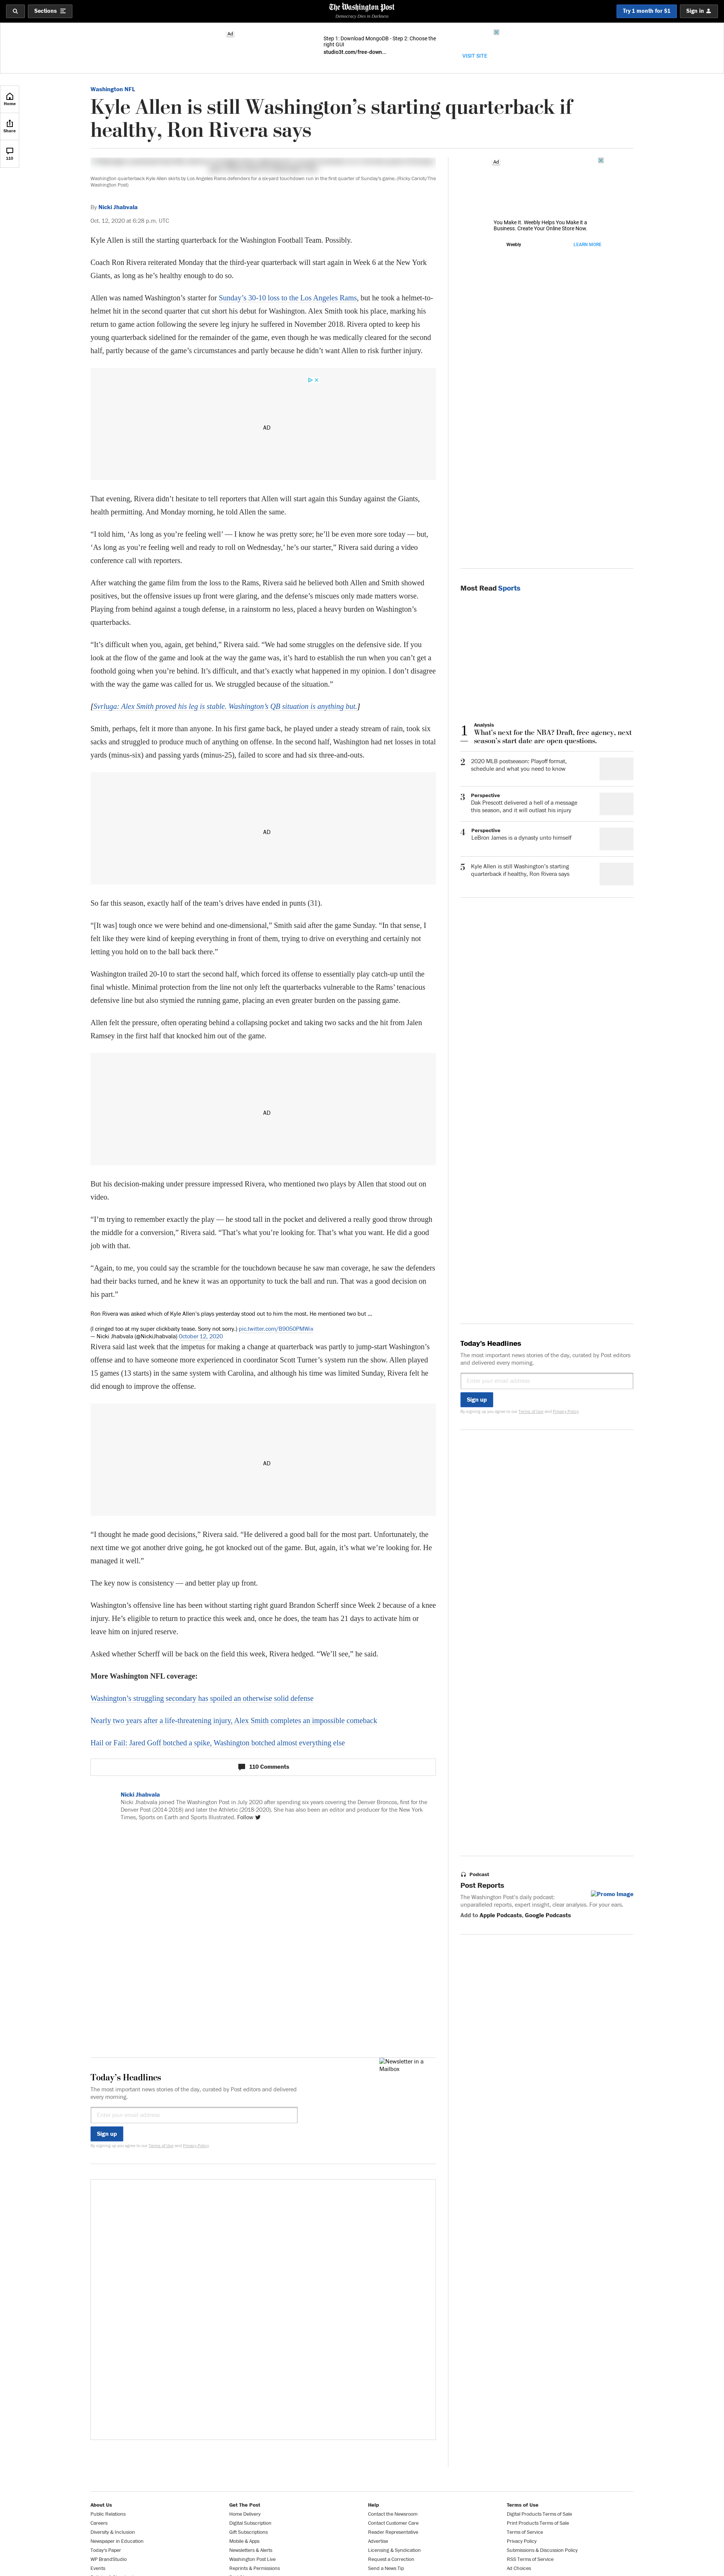 Sections
The Washington Post
Democracy Dies in Darkness
Try 1 month for $1
Sign in
Ad
Step 1: Download MongoDB - Step 2: Choose the
right GUI
studio3t.com/free-down...
VISIT SITE
Home
Share
110
Washington NFL
Kyle Allen is still Washington’s starting quarterback if
healthy, Ron Rivera says
Washington quarterback Kyle Allen skirts by Los Angeles Rams defenders for a six-yard touchdown run in the first quarter of Sunday's game. (Ricky Carioti/The
Washington Post)
By Nicki Jhabvala
Oct. 12, 2020 at 6:28 p.m. UTC
Kyle Allen is still the starting quarterback for the Washington Football Team. Possibly.
Coach Ron Rivera reiterated Monday that the third-year quarterback will start again in Week 6 at the New York
Giants, as long as he’s healthy enough to do so.
Allen was named Washington’s starter for Sunday’s 30-10 loss to the Los Angeles Rams, but he took a helmet-to-
helmet hit in the second quarter that cut short his debut for Washington. Alex Smith took his place, marking his
return to game action following the severe leg injury he suffered in November 2018. Rivera opted to keep his
young quarterback sidelined for the remainder of the game, even though he was medically cleared for the second
half, partly because of the game’s circumstances and partly because he didn’t want Allen to risk further injury.
AD
That evening, Rivera didn’t hesitate to tell reporters that Allen will start again this Sunday against the Giants,
health permitting. And Monday morning, he told Allen the same.
“I told him, ‘As long as you’re feeling well’ — I know he was pretty sore; he’ll be even more sore today — but,
‘As long as you’re feeling well and ready to roll on Wednesday,’ he’s our starter,” Rivera said during a video
conference call with reporters.
After watching the game film from the loss to the Rams, Rivera said he believed both Allen and Smith showed
positives, but the offensive issues up front were glaring, and the defense’s miscues only made matters worse.
Playing from behind against a tough defense, in a rainstorm no less, placed a heavy burden on Washington’s
quarterbacks.
“It’s difficult when you, again, get behind,” Rivera said. “We had some struggles on the defensive side. If you
look at the flow of the game and look at the way the game was, it’s hard to establish the run when you can’t get a
foothold going when you’re behind. It’s difficult, and that’s exactly what kind of happened in my opinion. I don’t disagree
with the way the game was called for us. We struggled because of the situation.”
[Svrluga: Alex Smith proved his leg is stable. Washington’s QB situation is anything but.]
Smith, perhaps, felt it more than anyone. In his first game back, he played under a steady stream of rain, took six
sacks and struggled to produce much of anything on offense. In the second half, Washington had net losses in total
yards (minus-six) and passing yards (minus-25), failed to score and had six three-and-outs.
AD
So far this season, exactly half of the team’s drives have ended in punts (31).
“[It was] tough once we were behind and one-dimensional,” Smith said after the game Sunday. “In that sense, I
felt like they were kind of keeping everything in front of them, trying to drive on everything and certainly not
letting you hold on to the ball back there.”
Washington trailed 20-10 to start the second half, which forced its offense to essentially play catch-up until the
final whistle. Minimal protection from the line not only left the quarterbacks vulnerable to the Rams’ tenacious
defensive line but also stymied the running game, placing an even greater burden on the passing game.
Allen felt the pressure, often operating behind a collapsing pocket and taking two sacks and the hit from Jalen
Ramsey in the first half that knocked him out of the game.
AD
But his decision-making under pressure impressed Rivera, who mentioned two plays by Allen that stood out on
video.
“I’m trying to remember exactly the play — he stood tall in the pocket and delivered a really good throw through
the middle for a conversion,” Rivera said. “That’s what you’re looking for. That’s what you want. He did a good
job with that.
“Again, to me, you could say the scramble for the touchdown because he saw man coverage, he saw the defenders
had their backs turned, and he knew it was an opportunity to tuck the ball and run. That was a good decision on
his part.”
Ron Rivera was asked which of Kyle Allen's plays yesterday stood out to him the most. He mentioned two but ...
(I cringed too at my super clickbaity tease. Sorry not sorry.) pic.twitter.com/B9O50PMWix
— Nicki Jhabvala (@NickiJhabvala) October 12, 2020
Rivera said last week that the impetus for making a change at quarterback was partly to jump-start Washington’s
offense and to have someone more experienced in coordinator Scott Turner’s system run the show. Allen played
15 games (13 starts) in the same system with Carolina, and although his time was limited Sunday, Rivera felt he
did enough to improve the offense.
AD
“I thought he made good decisions,” Rivera said. “He delivered a good ball for the most part. Unfortunately, the
next time we got another drive going, he got knocked out of the game. But, again, it’s what we’re looking for. He
managed it well.”
The key now is consistency — and better play up front.
Washington’s offensive line has been without starting right guard Brandon Scherff since Week 2 because of a knee
injury. He’s eligible to return to practice this week and, once he does, the team has 21 days to activate him or
leave him on injured reserve.
Asked whether Scherff will be back on the field this week, Rivera hedged. “We’ll see,” he said.
More Washington NFL coverage:
Washington’s struggling secondary has spoiled an otherwise solid defense
Nearly two years after a life-threatening injury, Alex Smith completes an impossible comeback
Hail or Fail: Jared Goff botched a spike, Washington botched almost everything else
110 Comments
Nicki Jhabvala
Nicki Jhabvala joined The Washington Post in July 2020 after spending six years covering the Denver Broncos, first for the
Denver Post (2014-2018) and later the Athletic (2018-2020). She has also been an editor and producer for the New York
Times, Sports on Earth and Sports Illustrated. Follow
Newsletter in a
Mailbox
Today’s Headlines
The most important news stories of the day, curated by Post editors and delivered
every morning.
Enter your email address
Sign up
By signing up you agree to our Terms of Use and Privacy Policy
Ad
You Make it. Weebly Helps You Make it a
Business. Create Your Online Store Now.
Weebly
LEARN MORE
Most Read Sports
1
Analysis
What’s next for the NBA? Draft, free agency, next
season’s start date are open questions.
2
2020 MLB postseason: Playoff format,
schedule and what you need to know
3
Perspective
Dak Prescott delivered a hell of a message
this season, and it will outlast his injury
4
Perspective
LeBron James is a dynasty unto himself
5
Kyle Allen is still Washington’s starting
quarterback if healthy, Ron Rivera says
Today’s Headlines
The most important news stories of the day, curated by Post editors
and delivered every morning.
Enter your email address
Sign up
By signing up you agree to our Terms of Use and Privacy Policy
Podcast
Post Reports
Promo Image
The Washington Post’s daily podcast:
unparalleled reports, expert insight, clear analysis. For your ears.
Add to Apple Podcasts, Google Podcasts
About Us
Public Relations
Careers
Diversity & Inclusion
Newspaper in Education
Today's Paper
WP BrandStudio
Events
Get The Post
Home Delivery
Digital Subscription
Gift Subscriptions
Mobile & Apps
Newsletters & Alerts
Washington Post Live
Reprints & Permissions
Help
Contact the Newsroom
Contact Customer Care
Reader Representative
Advertise
Licensing & Syndication
Request a Correction
Send a News Tip
Terms of Use
Digital Products Terms of Sale
Print Products Terms of Sale
Terms of Service
Privacy Policy
Submissions & Discussion Policy
RSS Terms of Service
Ad Choices